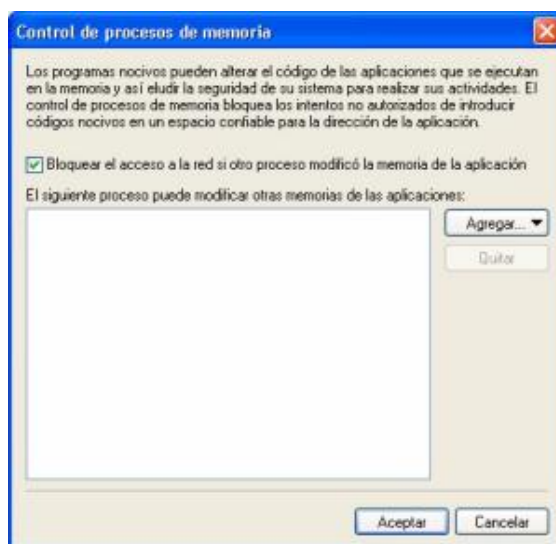 Control de procesos de memoria
Los programas nocivos pueden alterar el código de las aplicaciones que se ejecutan
en la memoria y así eludir la seguridad de su sistema para realizar sus actividades. El
control de procesos de memoria bloquea los intentos no autorizados de introducir
códigos nocivos en un espacio confiable para la dirección de la aplicación.
Bloquear el acceso a la red si otro proceso modificó la memoria de la aplicación
El siguiente proceso puede modificar otras memorias de las aplicaciones:
Agregar...
Quitar
Aceptar
Cancelar